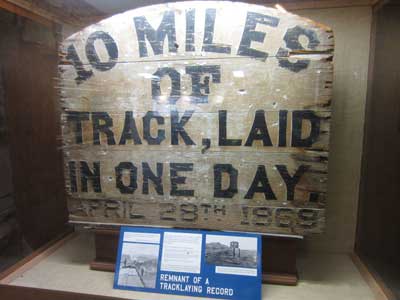 10 MILES
OF
TRACK, LAID
IN ONE DAY.
APRIL 28TH 1869
REMNANT OF A
TRACKLAYING RECORD